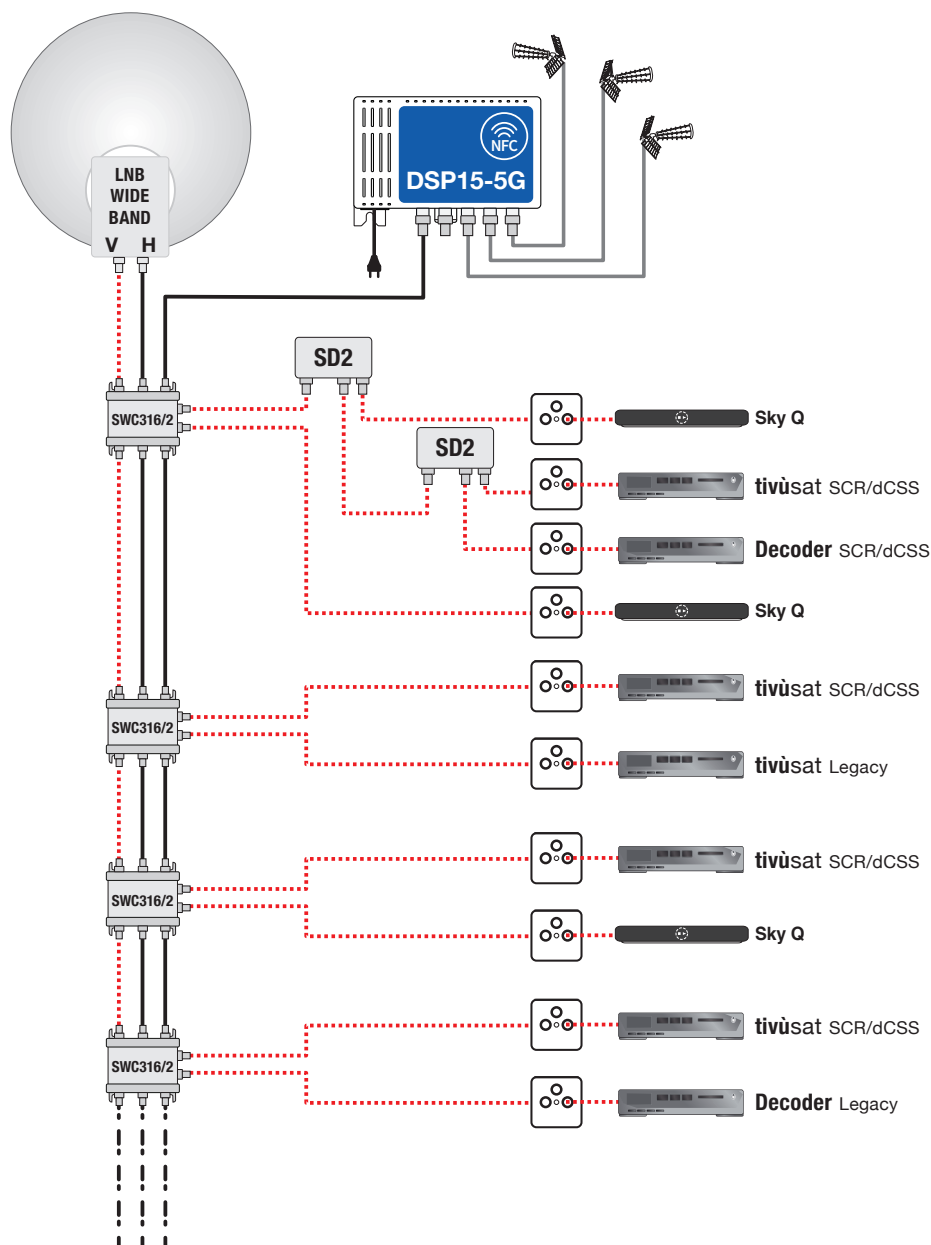 LNB
WIDE
BAND
V H
NFC
DSP15-5G
SD2
SWC316/2
Sky Q
SD2
tivùsat SCR/dCSS
Decoder SCR/dCSS
Sky Q
tivùsat SCR/dCSS
SWC316/2
tivùsat Legacy
tivùsat SCR/dCSS
SWC316/2
Sky Q
tivùsat SCR/dCSS
SWC316/2
Decoder Legacy